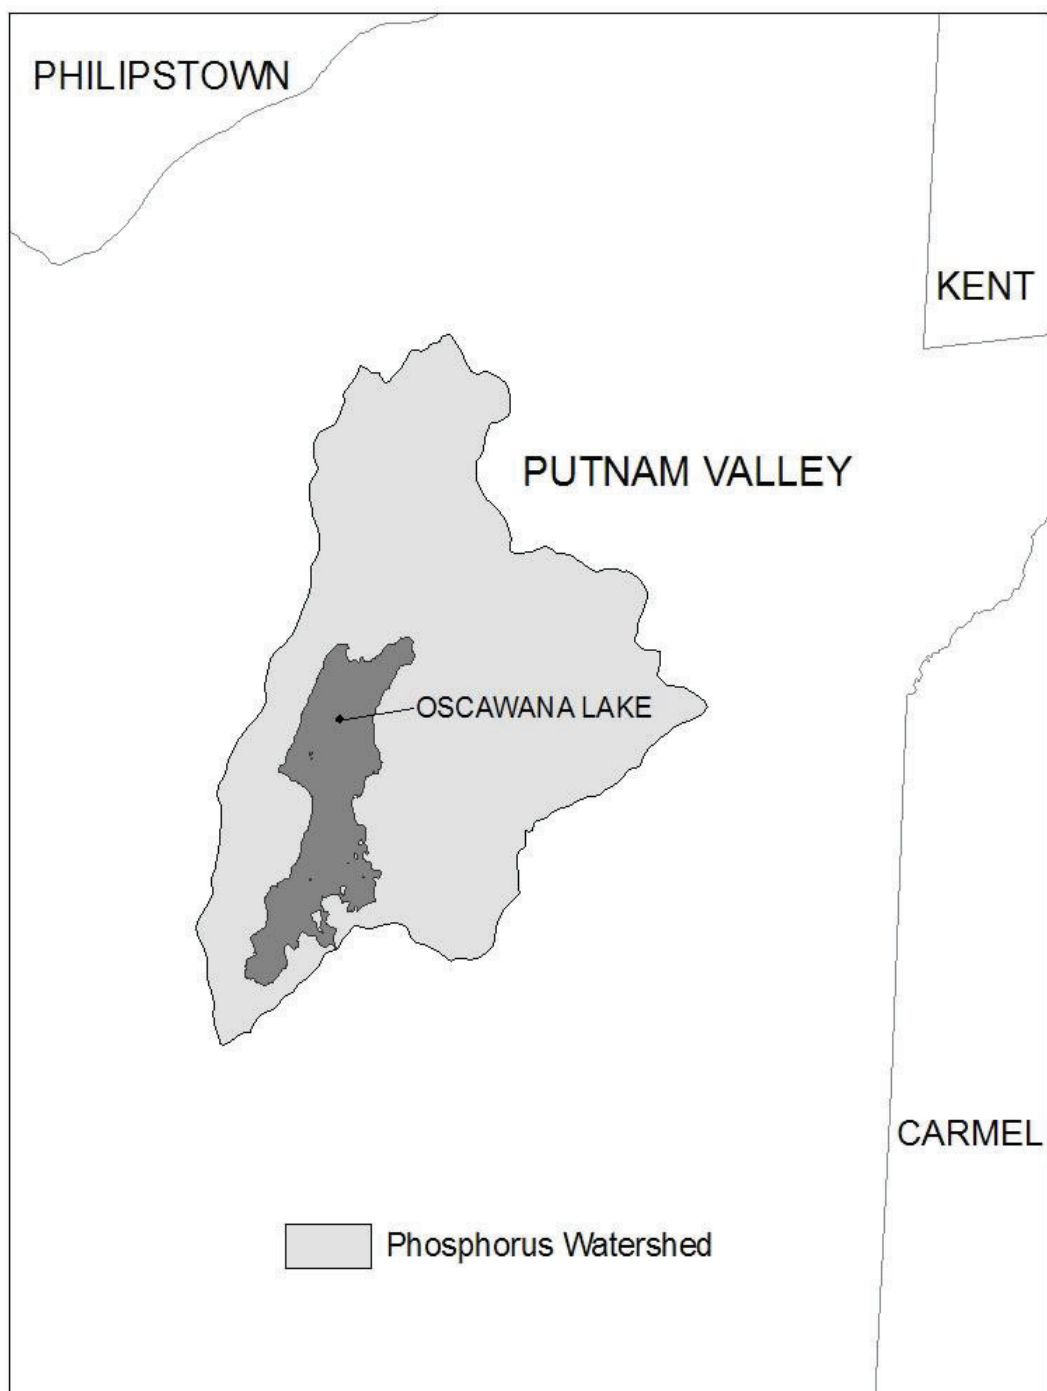 PHILIPSTOWN
KENT
PUTNAM VALLEY
OSCAWANA LAKE
CARMEL
Phosphorus Watershed